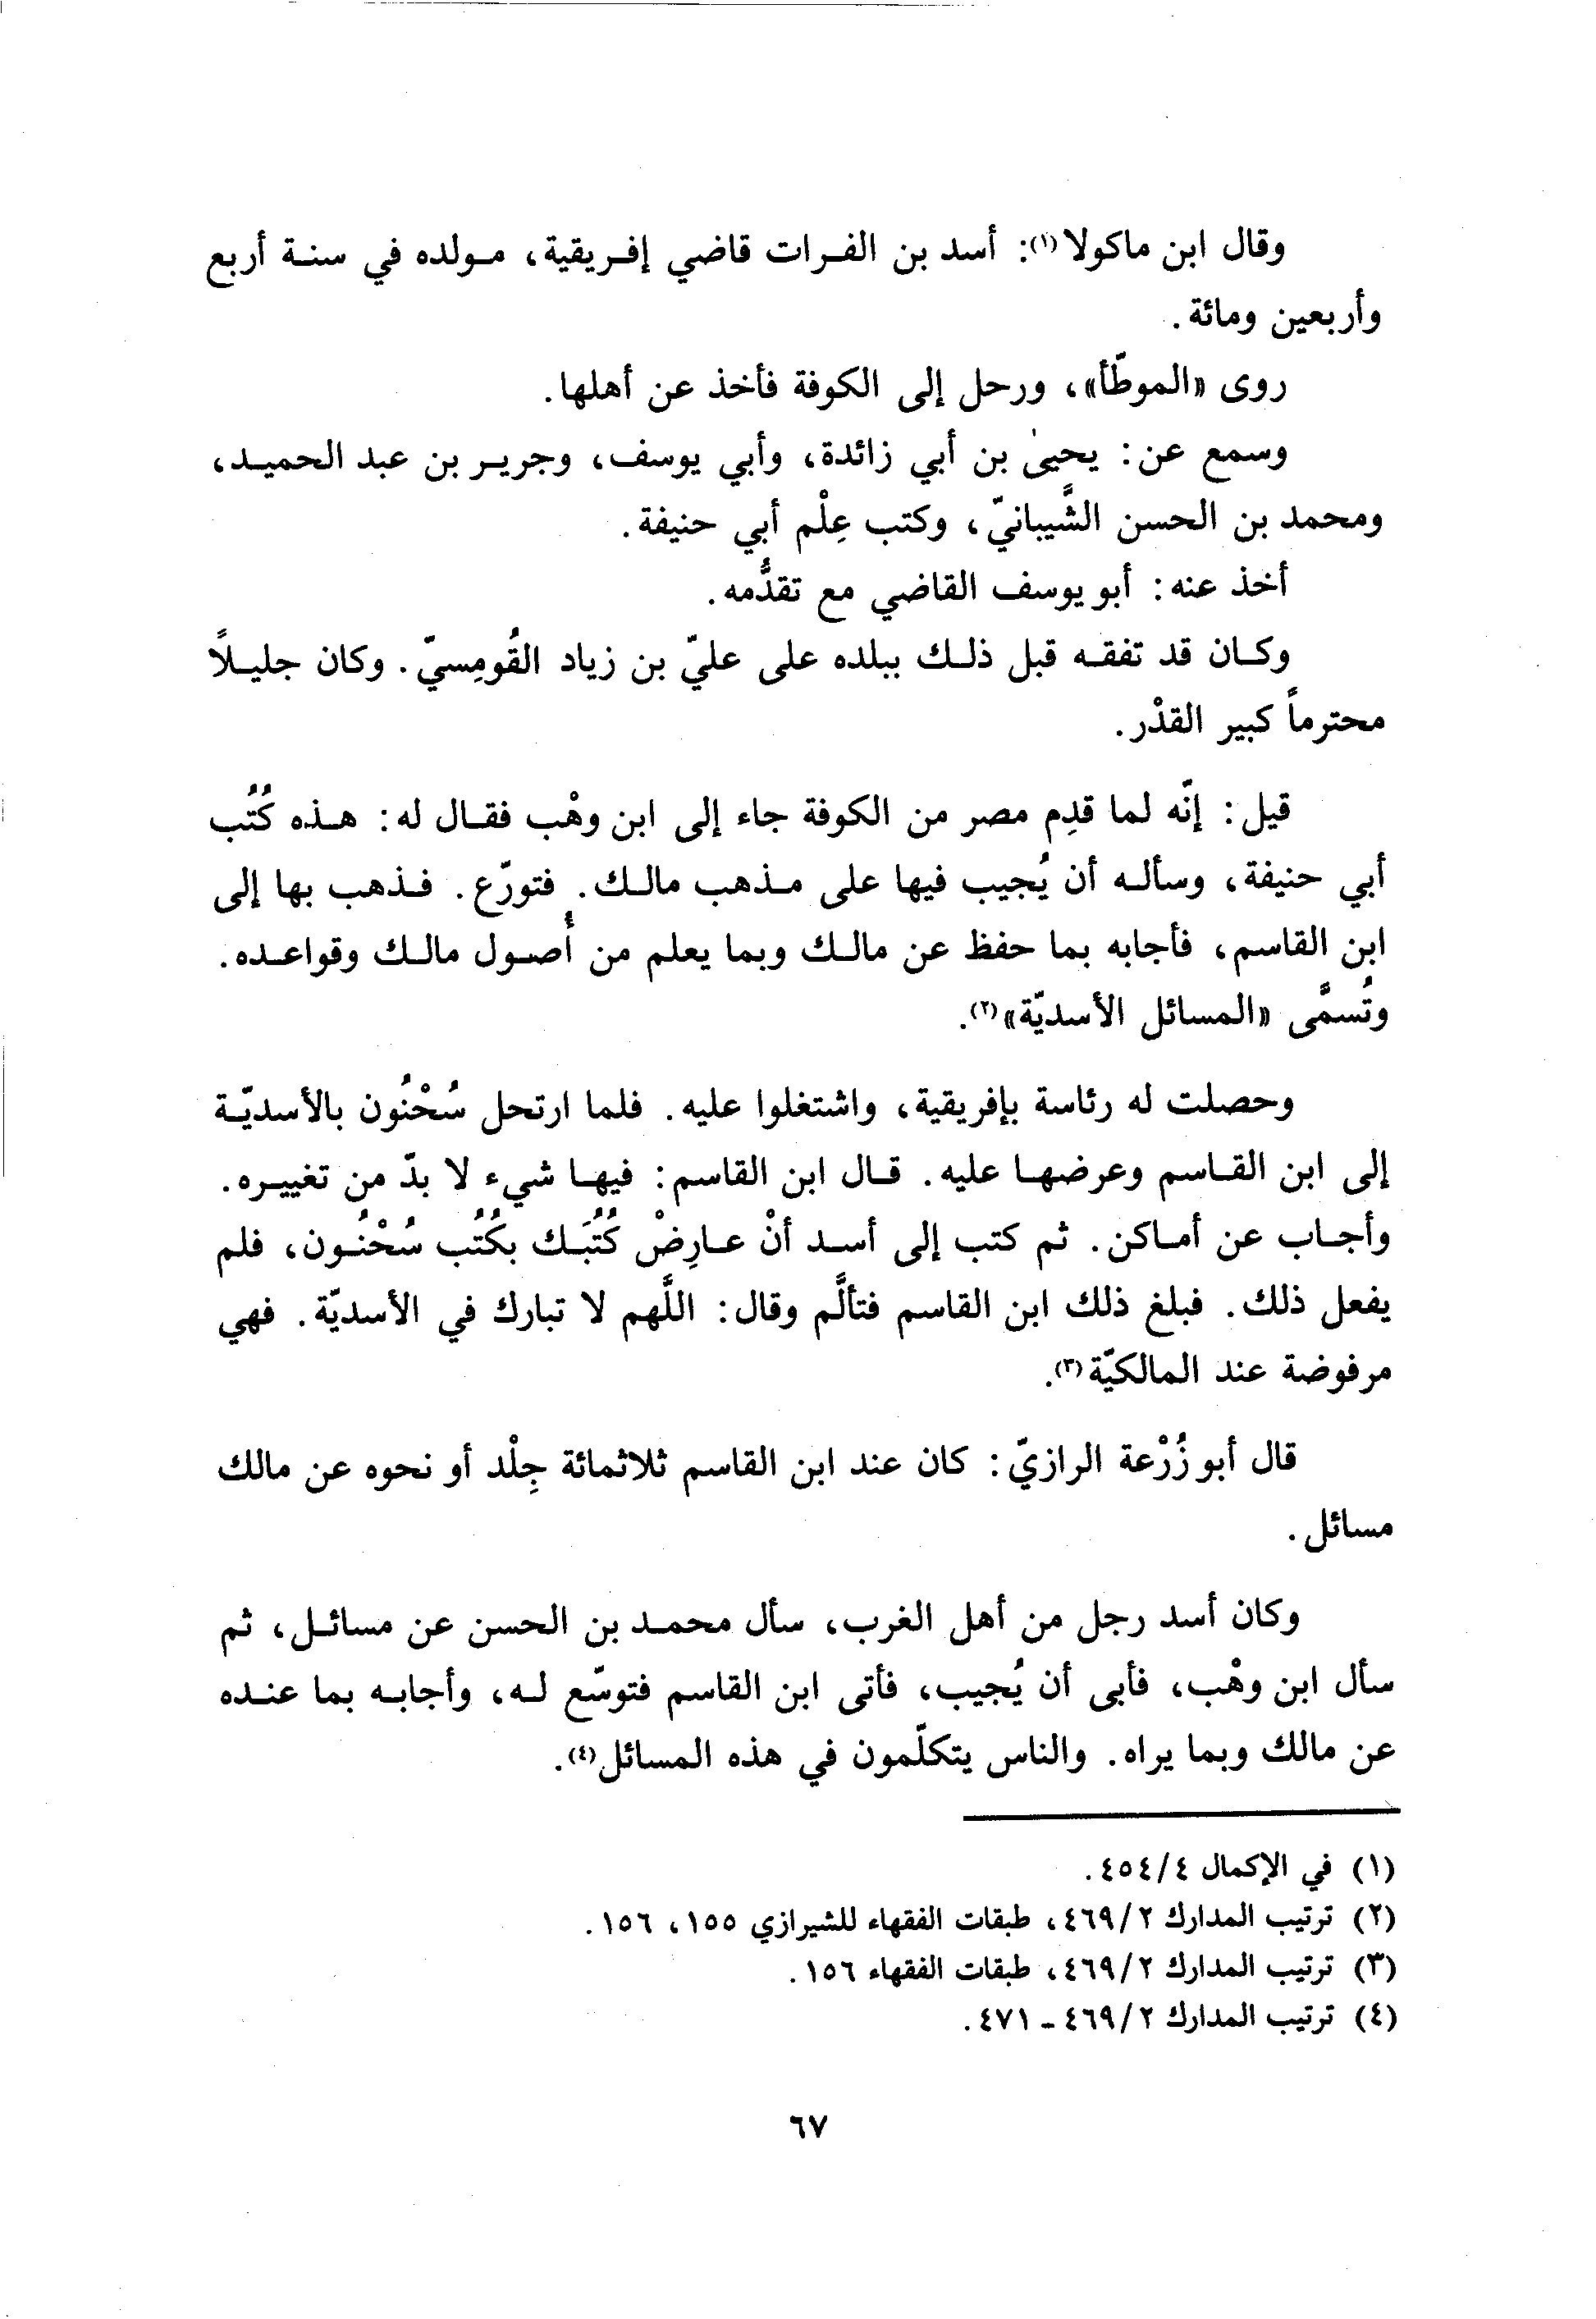 وقال ابن ماكولا(١): أسد بن الفرات قاضي إفريقية، مولده في سنة أربع
وأربعين ومائة.
روى «الموطّأ»، ورحل إلى الكوفة فأخذ عن أهلها.
وسمع عن: يحيىٰ بن أبي زائدة، وأبي يوسف، وجرير بن عبد الحميد،
ومحمد بن الحسن الشَّيبانيّ، وكتب عِلْم أبي حنيفة.
أخذ عنه: أبو يوسف القاضي مع تقدُّمه.
وكان قد تفقه قبل ذلك ببلده على عليّ بن زياد القُومِسيّ. وكان جليلًا
محترماً كبير القدْر.
قيل: إنّه لما قدِم مصر من الكوفة جاء إلى ابن وهْب فقال له: هذه كُتُب
أبي حنيفة، وسأله أن يُجيب فيها على مذهب مالك. فتورّع. فذهب بها إلى
ابن القاسم، فأجابه بما حفظ عن مالك وبما يعلم من أُصول مالك وقواعده.
وتُسمَّى «المسائل الأسديّة»(٢).
وحصلت له رئاسة بإفريقية، واشتغلوا عليه. فلما ارتحل سُحْنُون بالأسديّة
إلى ابن القاسم وعرضها عليه. قال ابن القاسم: فيها شيء لا بدّ من تغييره.
وأجاب عن أماكن. ثم كتب إلى أسد أنْ عارِضْ كُتُبَك بكُتُب سُحْنُون، فلم
يفعل ذلك. فبلغ ذلك ابن القاسم فتألَّم وقال: اللَّهم لا تبارك في الأسديّة. فهي
مرفوضة عند المالكيّة(٣).
قال أبو زُرْعة الرازيّ: كان عند ابن القاسم ثلاثمائة جِلْد أو نحوه عن مالك
مسائل.
وكان أسد رجل من أهل الغرب، سأل محمد بن الحسن عن مسائل، ثم
سأل ابن وهْب، فأبى أن يُجيب، فأتى ابن القاسم فتوسّع له، وأجابه بما عنده
عن مالك وبما يراه. والناس يتكلّمون في هذه المسائل(٤).
(١) في الإكمال ٤/٤٥٤.
(٢) ترتيب المدارك ٢/٤٦٩، طبقات الفقهاء للشيرازي ١٥٥، ١٥٦.
(٣) ترتيب المدارك ٢/٤٦٩، طبقات الفقهاء ١٥٦.
(٤) ترتيب المدارك ٢/٤٦٩ - ٤٧١.
٦٧